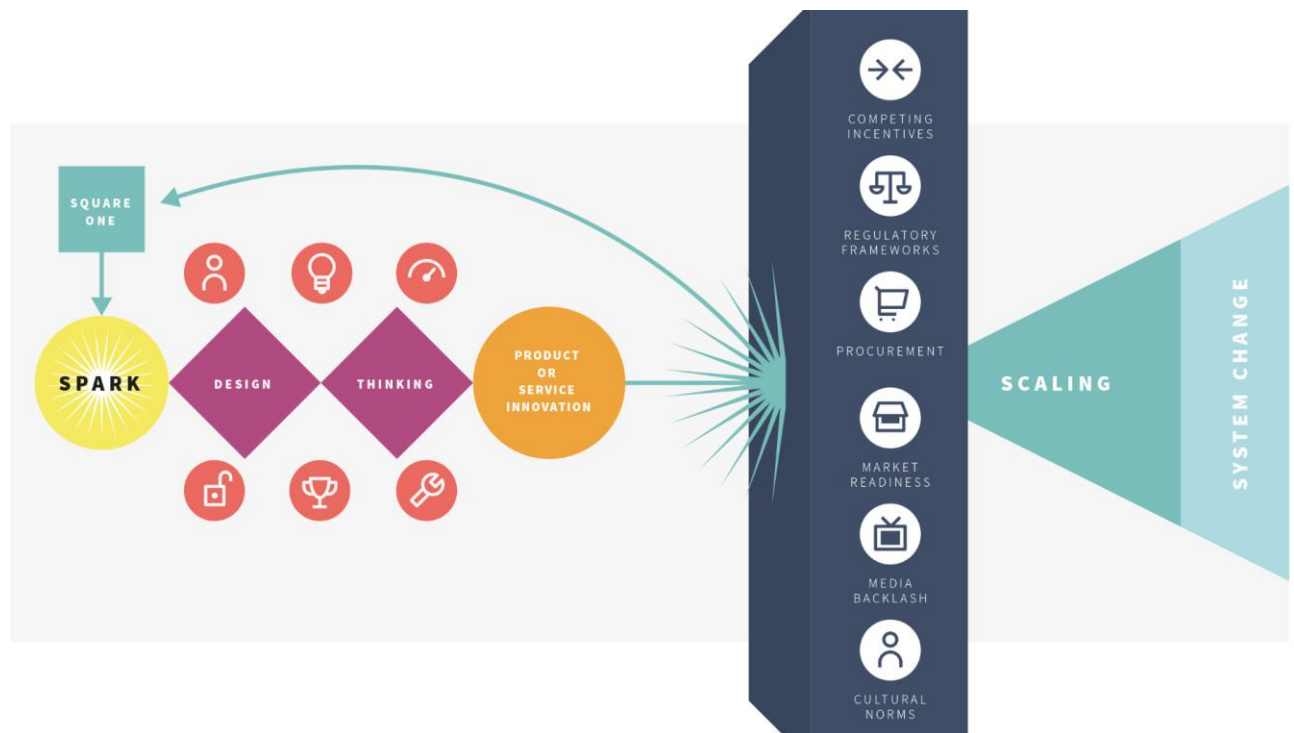 SQUARE
ONE
SPARK
DESIGN
THINKING
PRODUCT
OR
SERVICE
INNOVATION
COMPETING
INCENTIVES
REGULATORY
FRAMEWORKS
PROCUREMENT
MARKET
READINESS
MEDIA
BACKLASH
CULTURAL
NORMS
SCALING
SYSTEM CHANGE